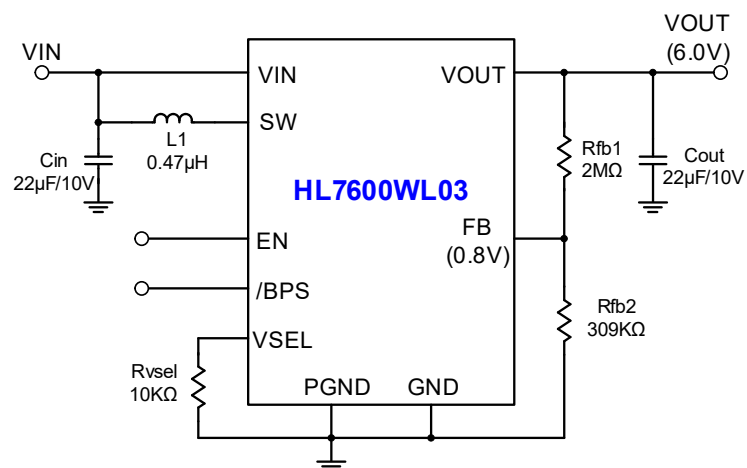 VOUT
(6.0V)
VIN
VIN
VOUT
SW
L1
0.47µH
Cin
22µF/10V
Rfb1
2MΩ
Cout
22µF/10V
HL7600WL03
FB
(0.8V)
EN
/BPS
Rfb2
309KΩ
VSEL
Rvsel
10KΩ
PGND
GND